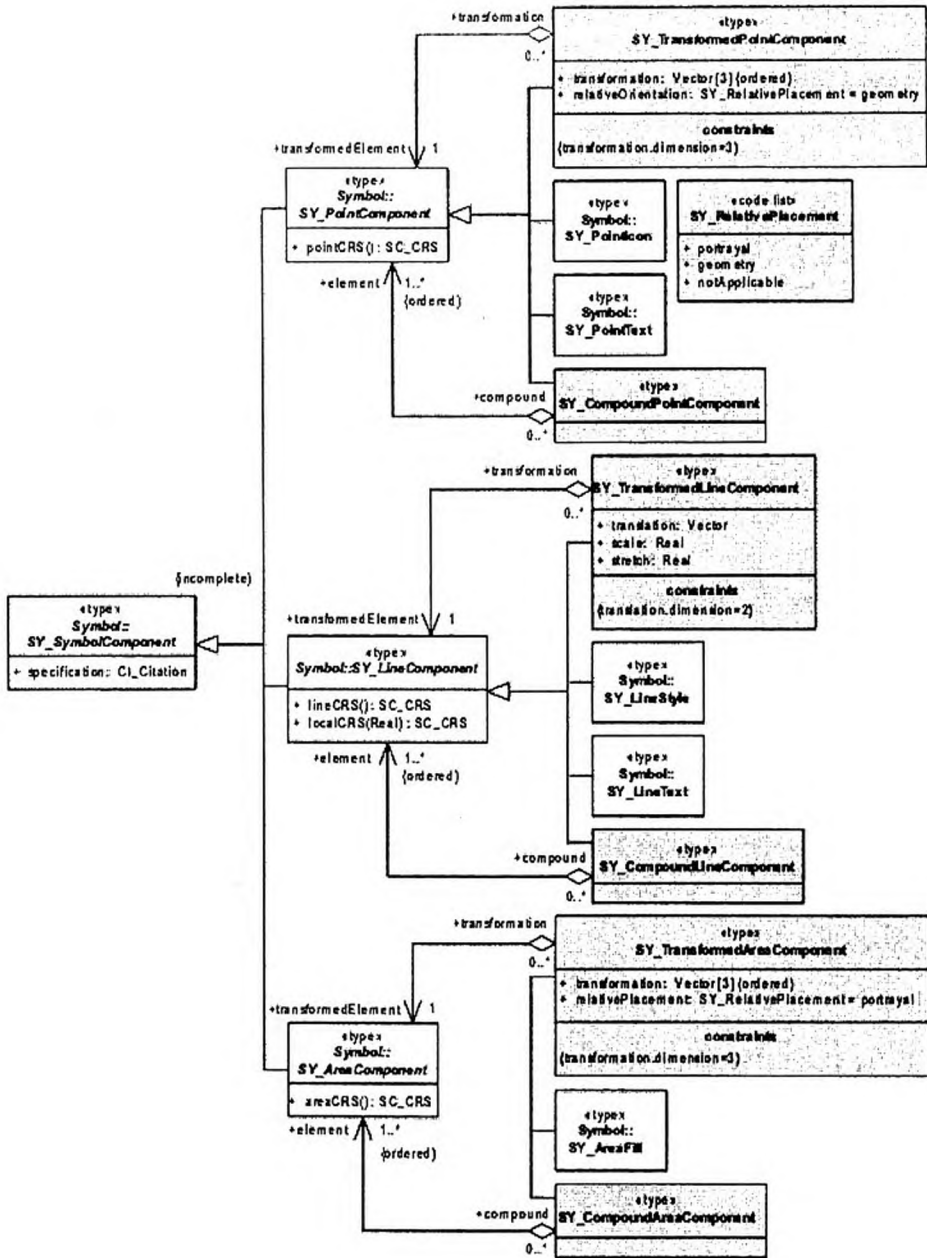 +transformation
0..*
«type»
SY_TransformedPointComponent
+ transformation: Vector[3]{ordered}
+ relativeOrientation: SY_RelativePlacement = geometry
constraints
{transformation.dimension=3}
+transformedElement
1
«type»
Symbol::
SY_PointComponent
+ pointCRS(): SC_CRS
+element
1..*
{ordered}
«type»
Symbol::
SY_PointIcon
«code list»
SY_RelativePlacement
+ portrayal
+ geometry
+ notApplicable
«type»
Symbol::
SY_PointText
+compound
0..*
«type»
SY_CompoundPointComponent
+transformation
0..*
«type»
SY_TransformedLineComponent
+ translation: Vector
+ scale: Real
+ stretch: Real
constraints
{translation.dimension=2}
{incomplete}
«type»
Symbol::
SY_SymbolComponent
+ specification: CI_Citation
+transformedElement
1
«type»
Symbol::SY_LineComponent
+ lineCRS(): SC_CRS
+ localCRS(Real): SC_CRS
+element
1..*
{ordered}
«type»
Symbol::
SY_LineStyle
«type»
Symbol::
SY_LineText
+compound
0..*
«type»
SY_CompoundLineComponent
+transformation
0..*
«type»
SY_TransformedAreaComponent
+ transformation: Vector[3]{ordered}
+ relativePlacement: SY_RelativePlacement = portrayal
constraints
{transformation.dimension=3}
+transformedElement
1
«type»
Symbol::
SY_AreaComponent
+ areaCRS(): SC_CRS
+element
1..*
{ordered}
«type»
Symbol::
SY_AreaFill
+compound
0..*
«type»
SY_CompoundAreaComponent